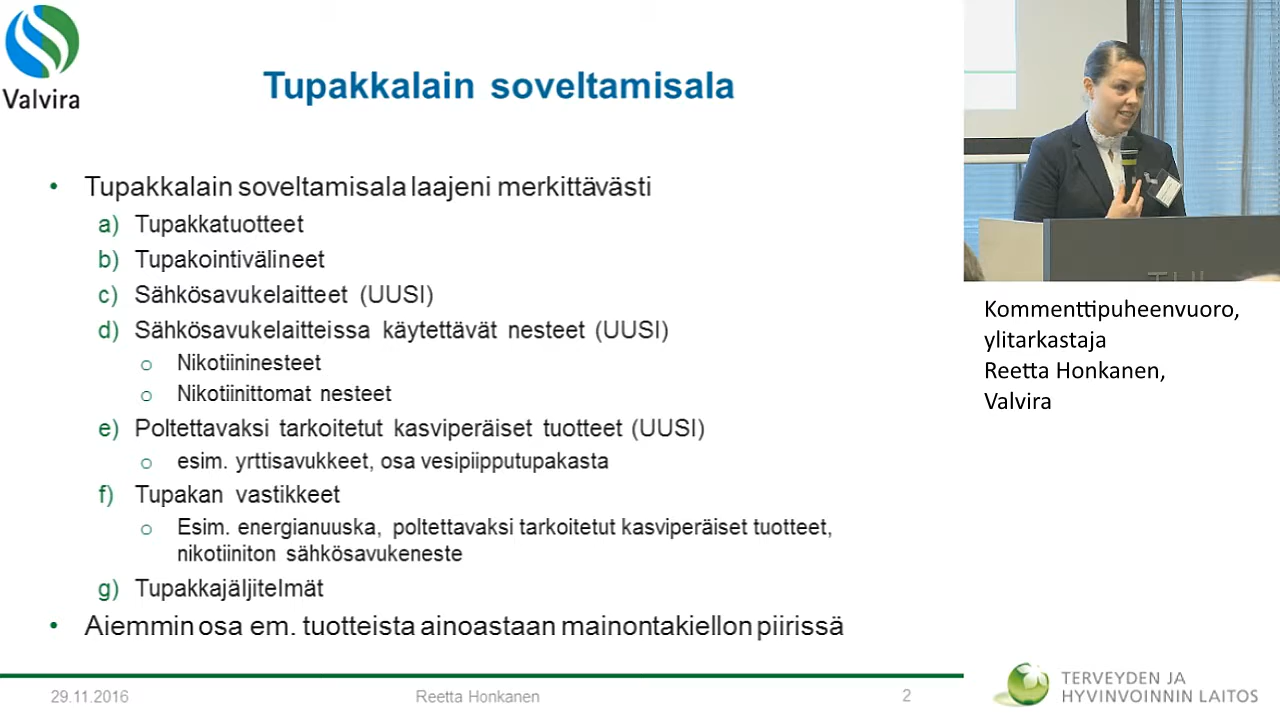 Valvira
Tupakkalain soveltamisala
• Tupakkalain soveltamisala laajeni merkittävästi
a) Tupakkatuotteet
b) Tupakointivälineet
c) Sähkösavukelaitteet (UUSI)
d) Sähkösavukelaitteissa käytettävät nesteet (UUSI)
o Nikotiininesteet
o Nikotiinittomat nesteet
e) Poltettavaksi tarkoitetut kasviperäiset tuotteet (UUSI)
o esim. yrttisavukkeet, osa vesipiipputupakasta
f) Tupakan vastikkeet
o Esim. energianuuska, poltettavaksi tarkoitetut kasviperäiset tuotteet,
nikotiiniton sähkösavukeneste
g) Tupakkajäljitelmät
• Aiemmin osa em. tuotteista ainoastaan mainontakiellon piirissä
29.11.2016
Reetta Honkanen
2
Kommenttipuheenvuoro,
ylitarkastaja
Reetta Honkanen,
Valvira
TERVEYDEN JA
HYVINVOINNIN LAITOS